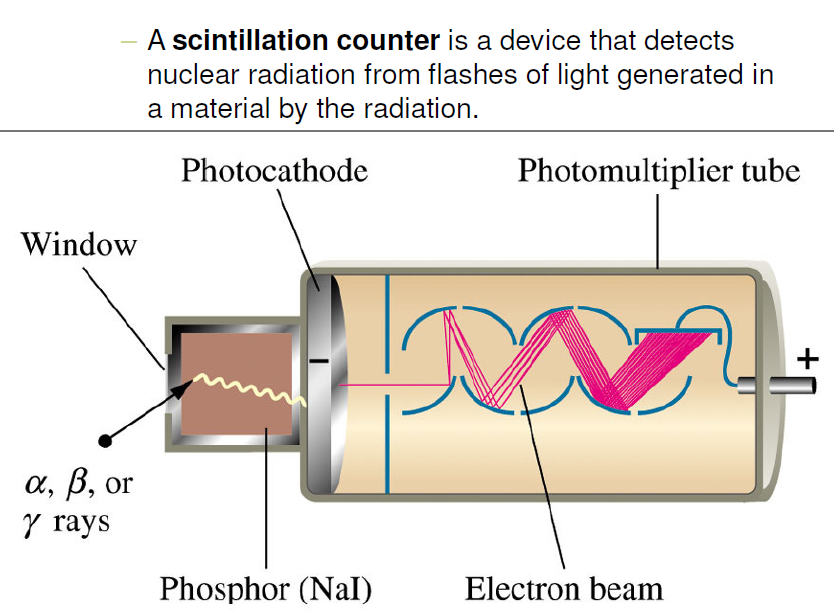 – A scintillation counter is a device that detects
nuclear radiation from flashes of light generated in
a material by the radiation.
Photocathode
Photomultiplier tube
Window
−
+
α, β, or
γ rays
Phosphor (NaI)
Electron beam